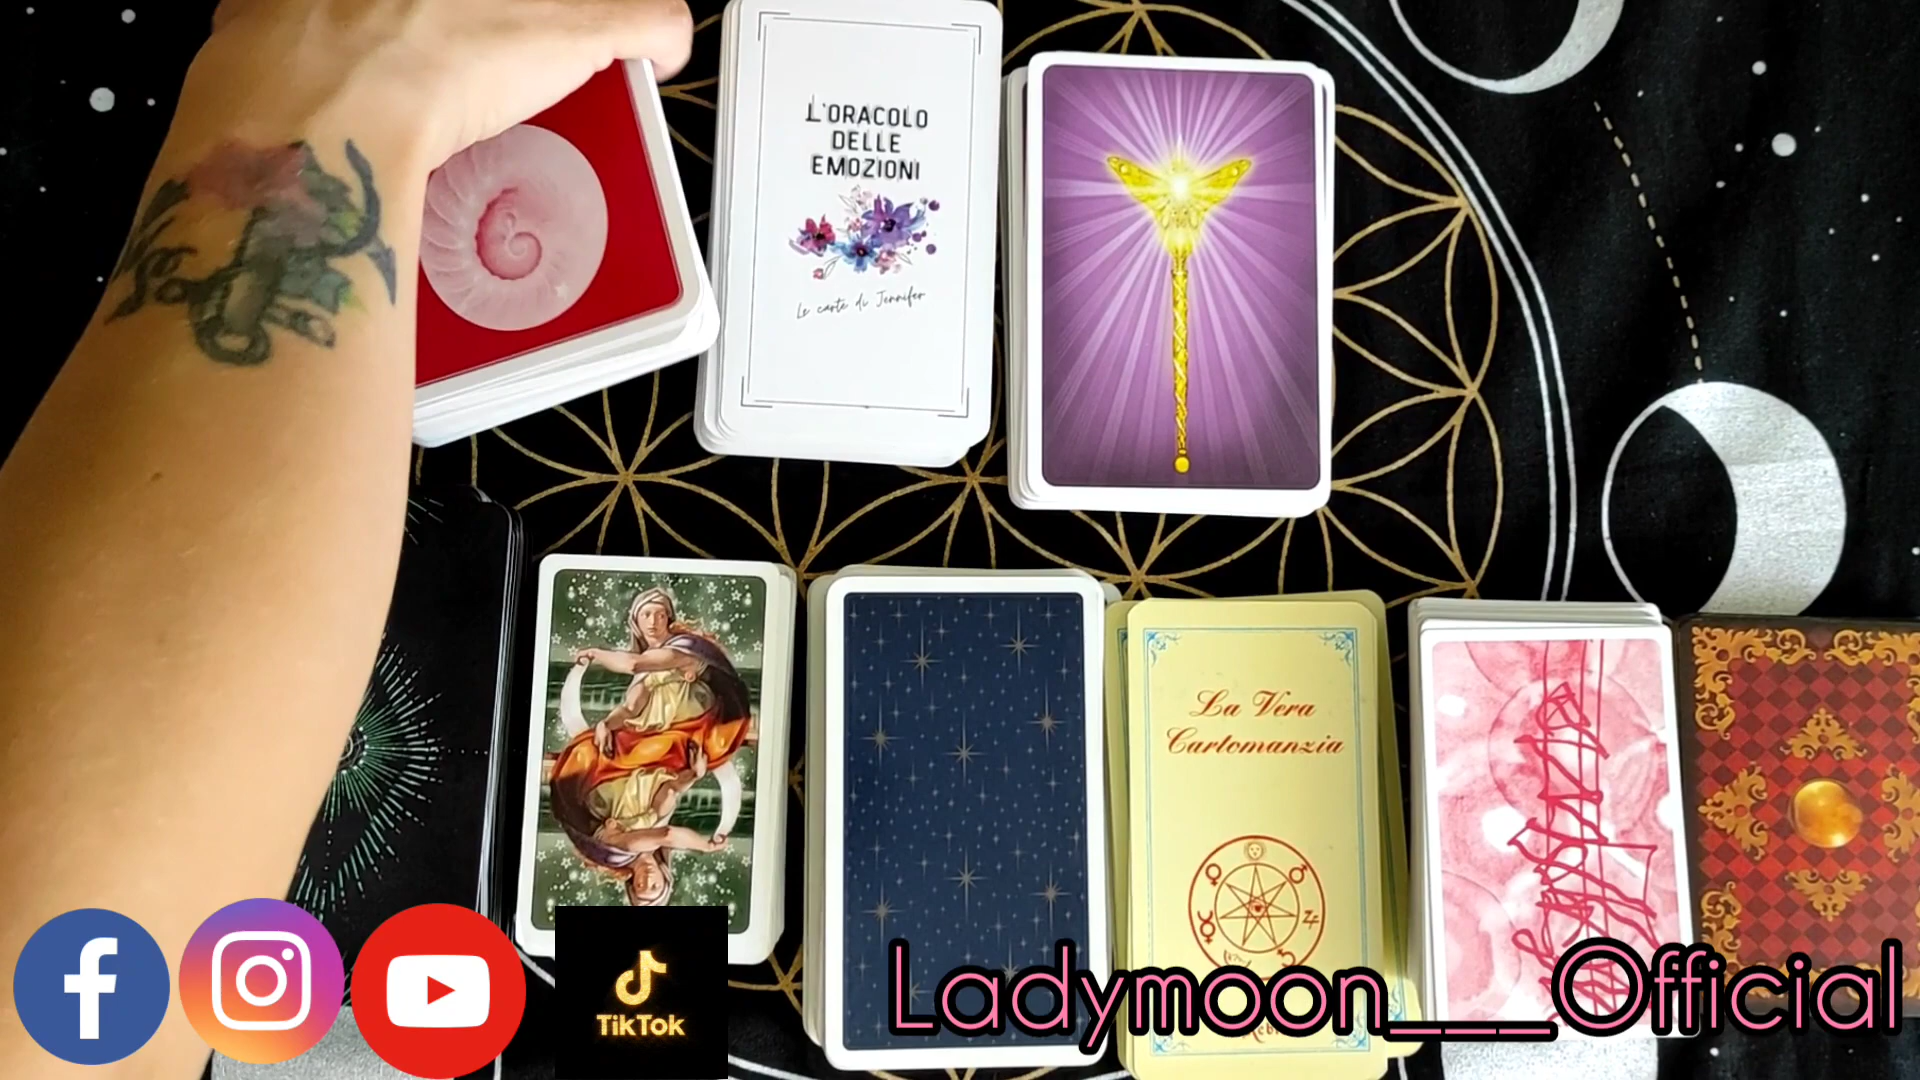 L'ORACOLO
DELLE
EMOZIONI
Le carte di Jennifer
La Vera
Cartomanzia
TikTok
Ladymoon___Official